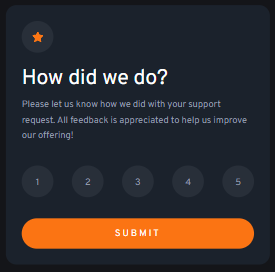 How did we do?
Please let us know how we did with your support
request. All feedback is appreciated to help us improve
our offering!
1 2 3 4 5
SUBMIT